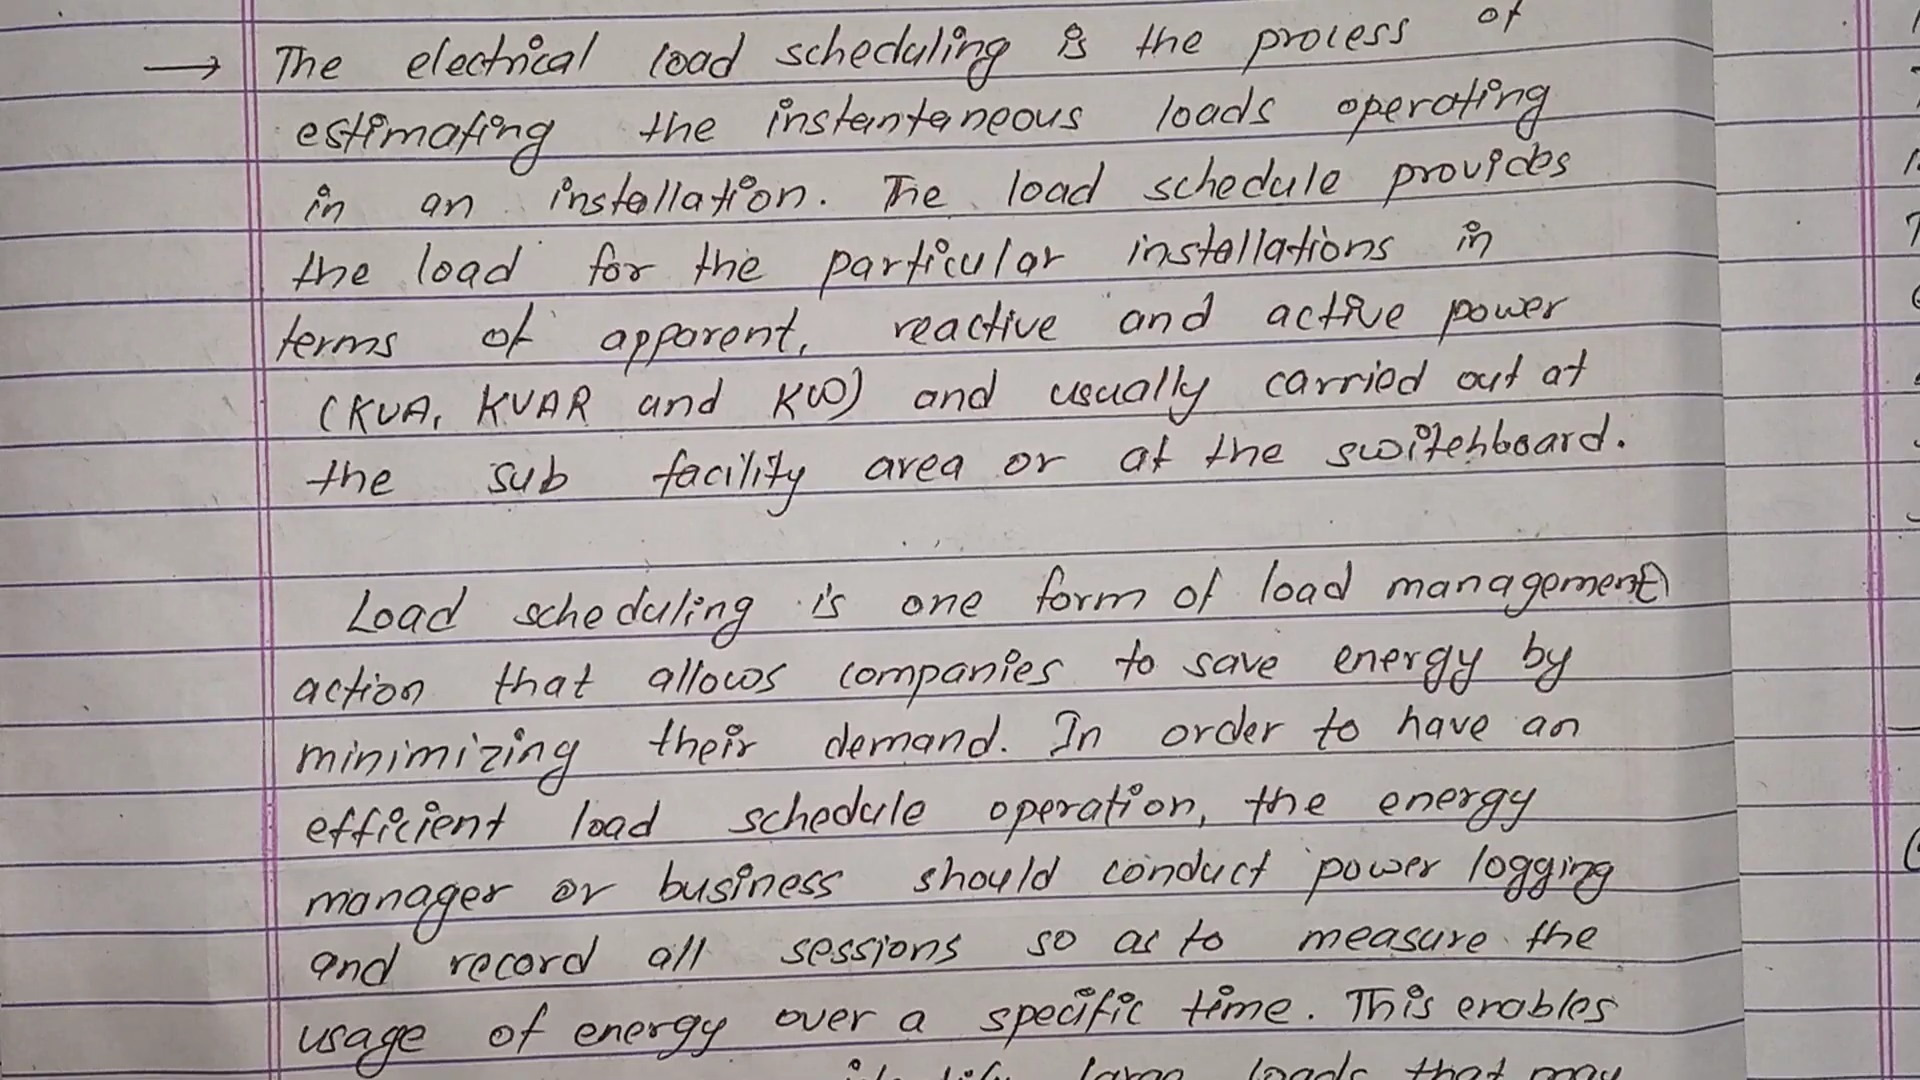 → The electrical load scheduling is the process of
estimating the instantaneous loads operating
in an installation. The load schedule provides
the load for the particular installations in
terms of apparent, reactive and active power
(KVA, KVAR and KW) and usually carried out at
the sub facility area or at the switchboard.
Load scheduling is one form of load management
action that allows companies to save energy by
minimizing their demand. In order to have an
efficient load schedule operation, the energy
manager or business should conduct power logging
and record all sessions so as to measure the
usage of energy over a specific time. This enables
identify large loads that may